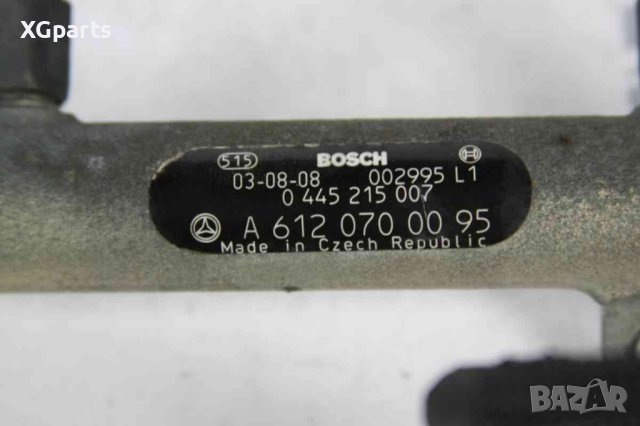 XGparts
515 BOSCH
03-08-08 002995 L1
0 445 215 007
A 612 070 00 95
Made in Czech Republic
BAZAR